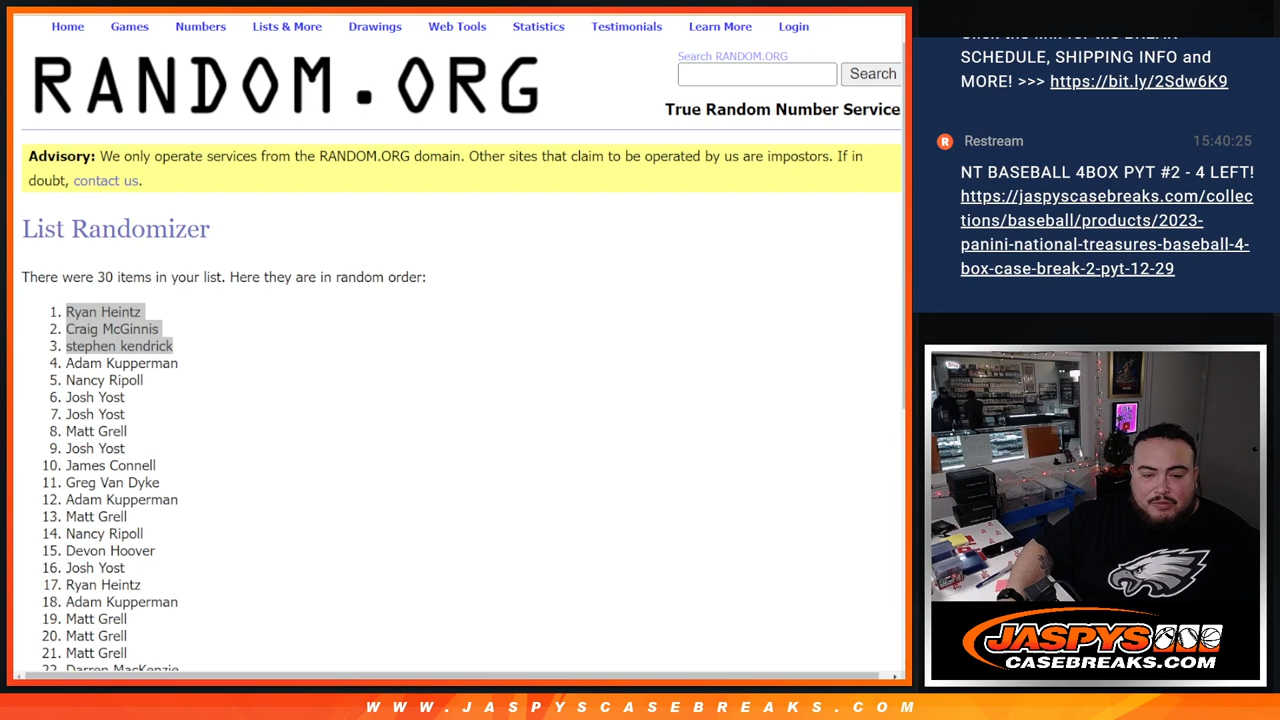 Home Games Numbers Lists & More Drawings Web Tools Statistics Testimonials Learn More Login
RANDOM.ORG
Search RANDOM.ORG
Search
True Random Number Service
Advisory: We only operate services from the RANDOM.ORG domain. Other sites that claim to be operated by us are impostors. If in
doubt, contact us.
List Randomizer
There were 30 items in your list. Here they are in random order:
1. Ryan Heintz
2. Craig McGinnis
3. stephen kendrick
4. Adam Kupperman
5. Nancy Ripoll
6. Josh Yost
7. Josh Yost
8. Matt Grell
9. Josh Yost
10. James Connell
11. Greg Van Dyke
12. Adam Kupperman
13. Matt Grell
14. Nancy Ripoll
15. Devon Hoover
16. Josh Yost
17. Ryan Heintz
18. Adam Kupperman
19. Matt Grell
20. Matt Grell
21. Matt Grell
22. Darren MacKenzie
Click the link for the BREAK
SCHEDULE, SHIPPING INFO and
MORE! >>> https://bit.ly/2Sdw6K9
Restream 15:40:25
NT BASEBALL 4BOX PYT #2 - 4 LEFT!
https://jaspyscasebreaks.com/collec
tions/baseball/products/2023-
panini-national-treasures-baseball-4-
box-case-break-2-pyt-12-29
JASPYS
CASEBREAKS.COM
WWW.JASPYSCASEBREAKS.COM